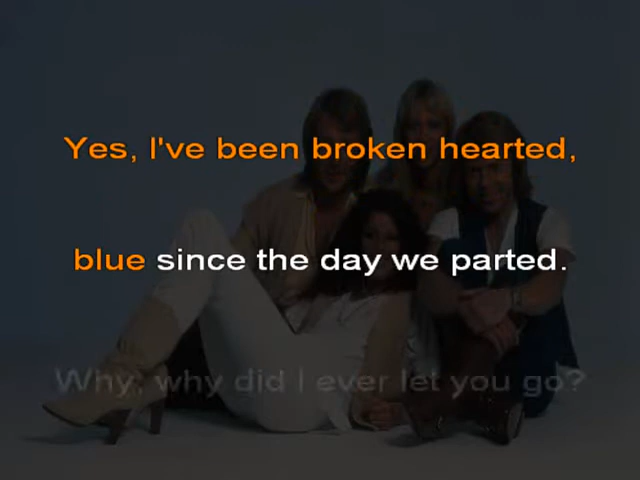 Yes, I've been broken hearted,
blue since the day we parted.
Why, why did I ever let you go?